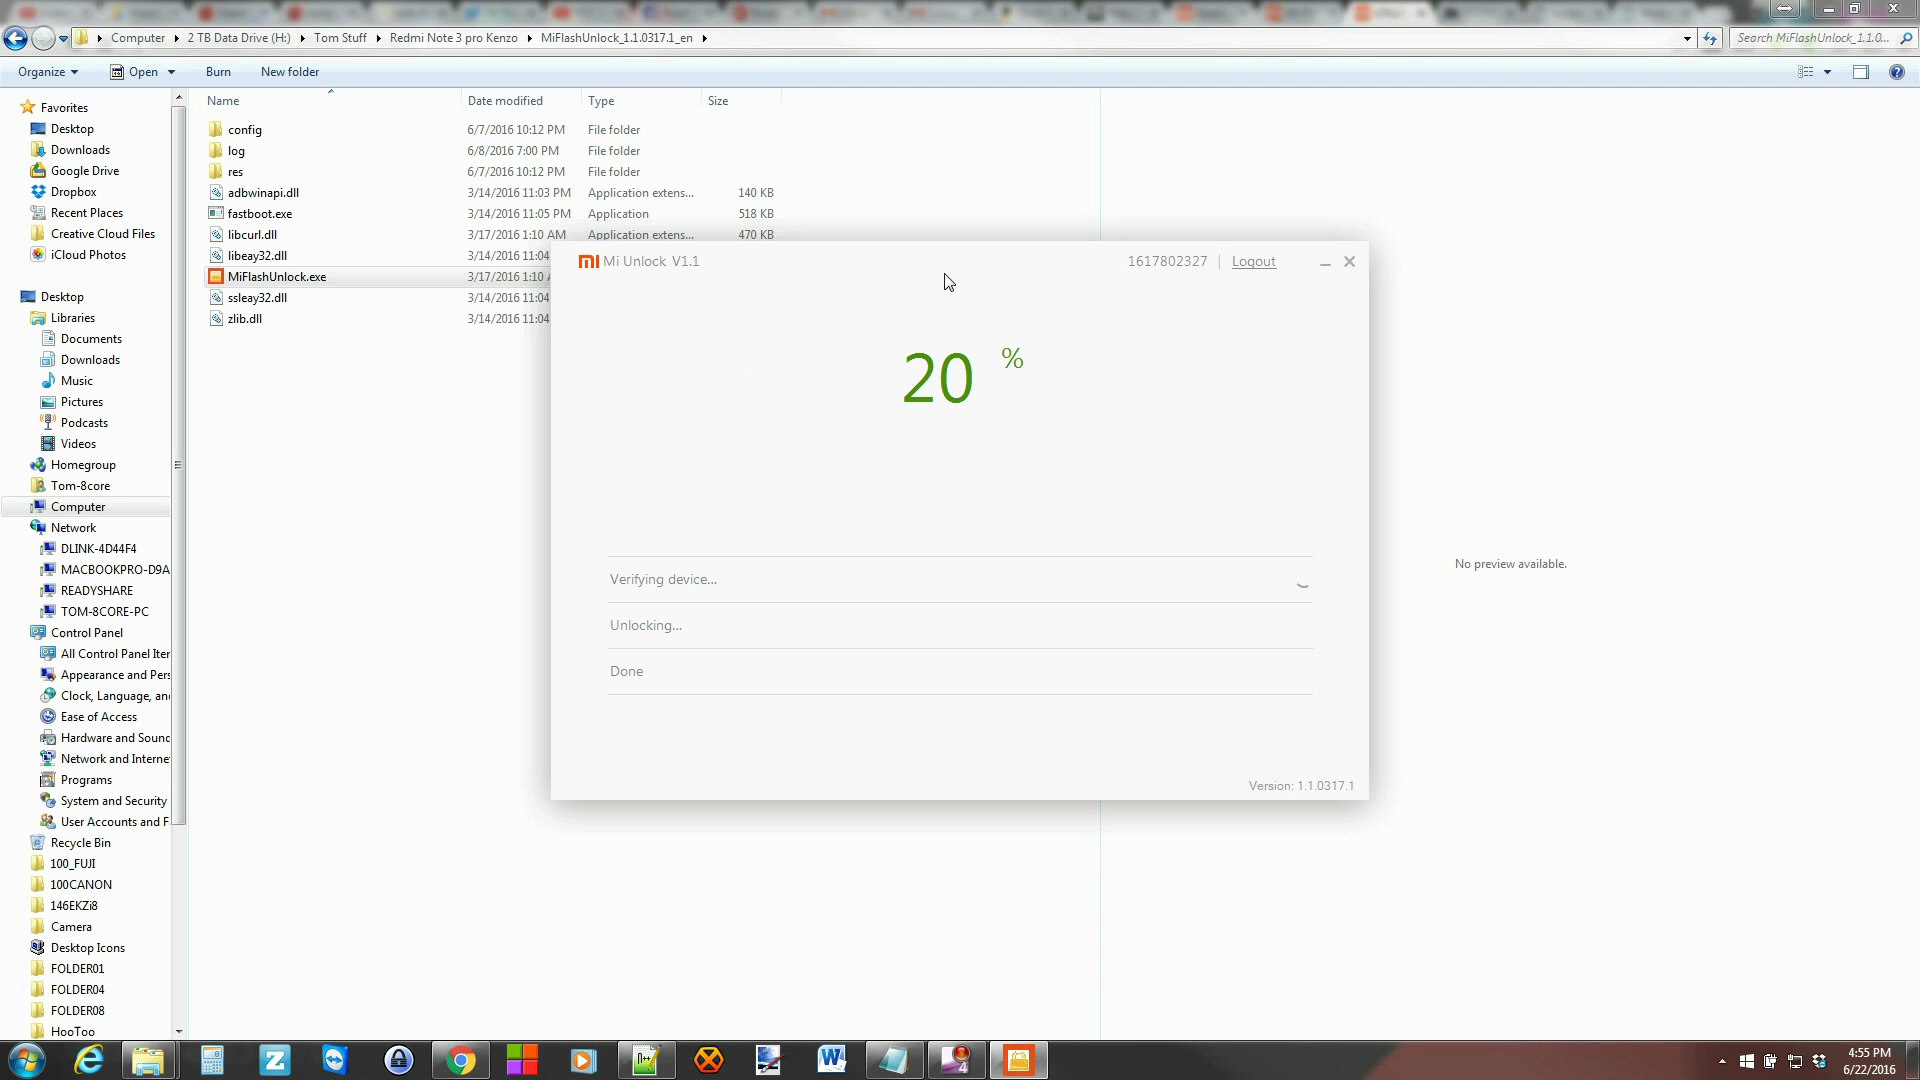 Computer 2 TB Data Drive (H:) Tom Stuff Redmi Note 3 pro Kenzo MiFlashUnlock_1.1.0317.1_en
Search MiFlashUnlock_1.1.0...
Organize Open Burn New folder
Favorites
Desktop
Downloads
Google Drive
Dropbox
Recent Places
Creative Cloud Files
iCloud Photos
Desktop
Libraries
Documents
Downloads
Music
Pictures
Podcasts
Videos
Homegroup
Tom-8core
Computer
Network
DLINK-4D44F4
MACBOOKPRO-D9A
READYSHARE
TOM-8CORE-PC
Control Panel
All Control Panel Iter
Appearance and Pers
Clock, Language, and
Ease of Access
Hardware and Sound
Network and Interne
Programs
System and Security
User Accounts and F
Recycle Bin
100_FUJI
100CANON
146EKZi8
Camera
Desktop Icons
FOLDER01
FOLDER04
FOLDER08
HooToo
Name Date modified Type Size
config 6/7/2016 10:12 PM File folder
log 6/8/2016 7:00 PM File folder
res 6/7/2016 10:12 PM File folder
adbwinapi.dll 3/14/2016 11:03 PM Application extens... 140 KB
fastboot.exe 3/14/2016 11:05 PM Application 518 KB
libcurl.dll 3/17/2016 1:10 AM Application extens... 470 KB
libeay32.dll 3/14/2016 11:04
MiFlashUnlock.exe 3/17/2016 1:10
ssleay32.dll 3/14/2016 11:04
zlib.dll 3/14/2016 11:04
Mi Unlock V1.1 1617802327 Logout
20 %
Verifying device...
Unlocking...
Done
Version: 1.1.0317.1
No preview available.
4:55 PM
6/22/2016